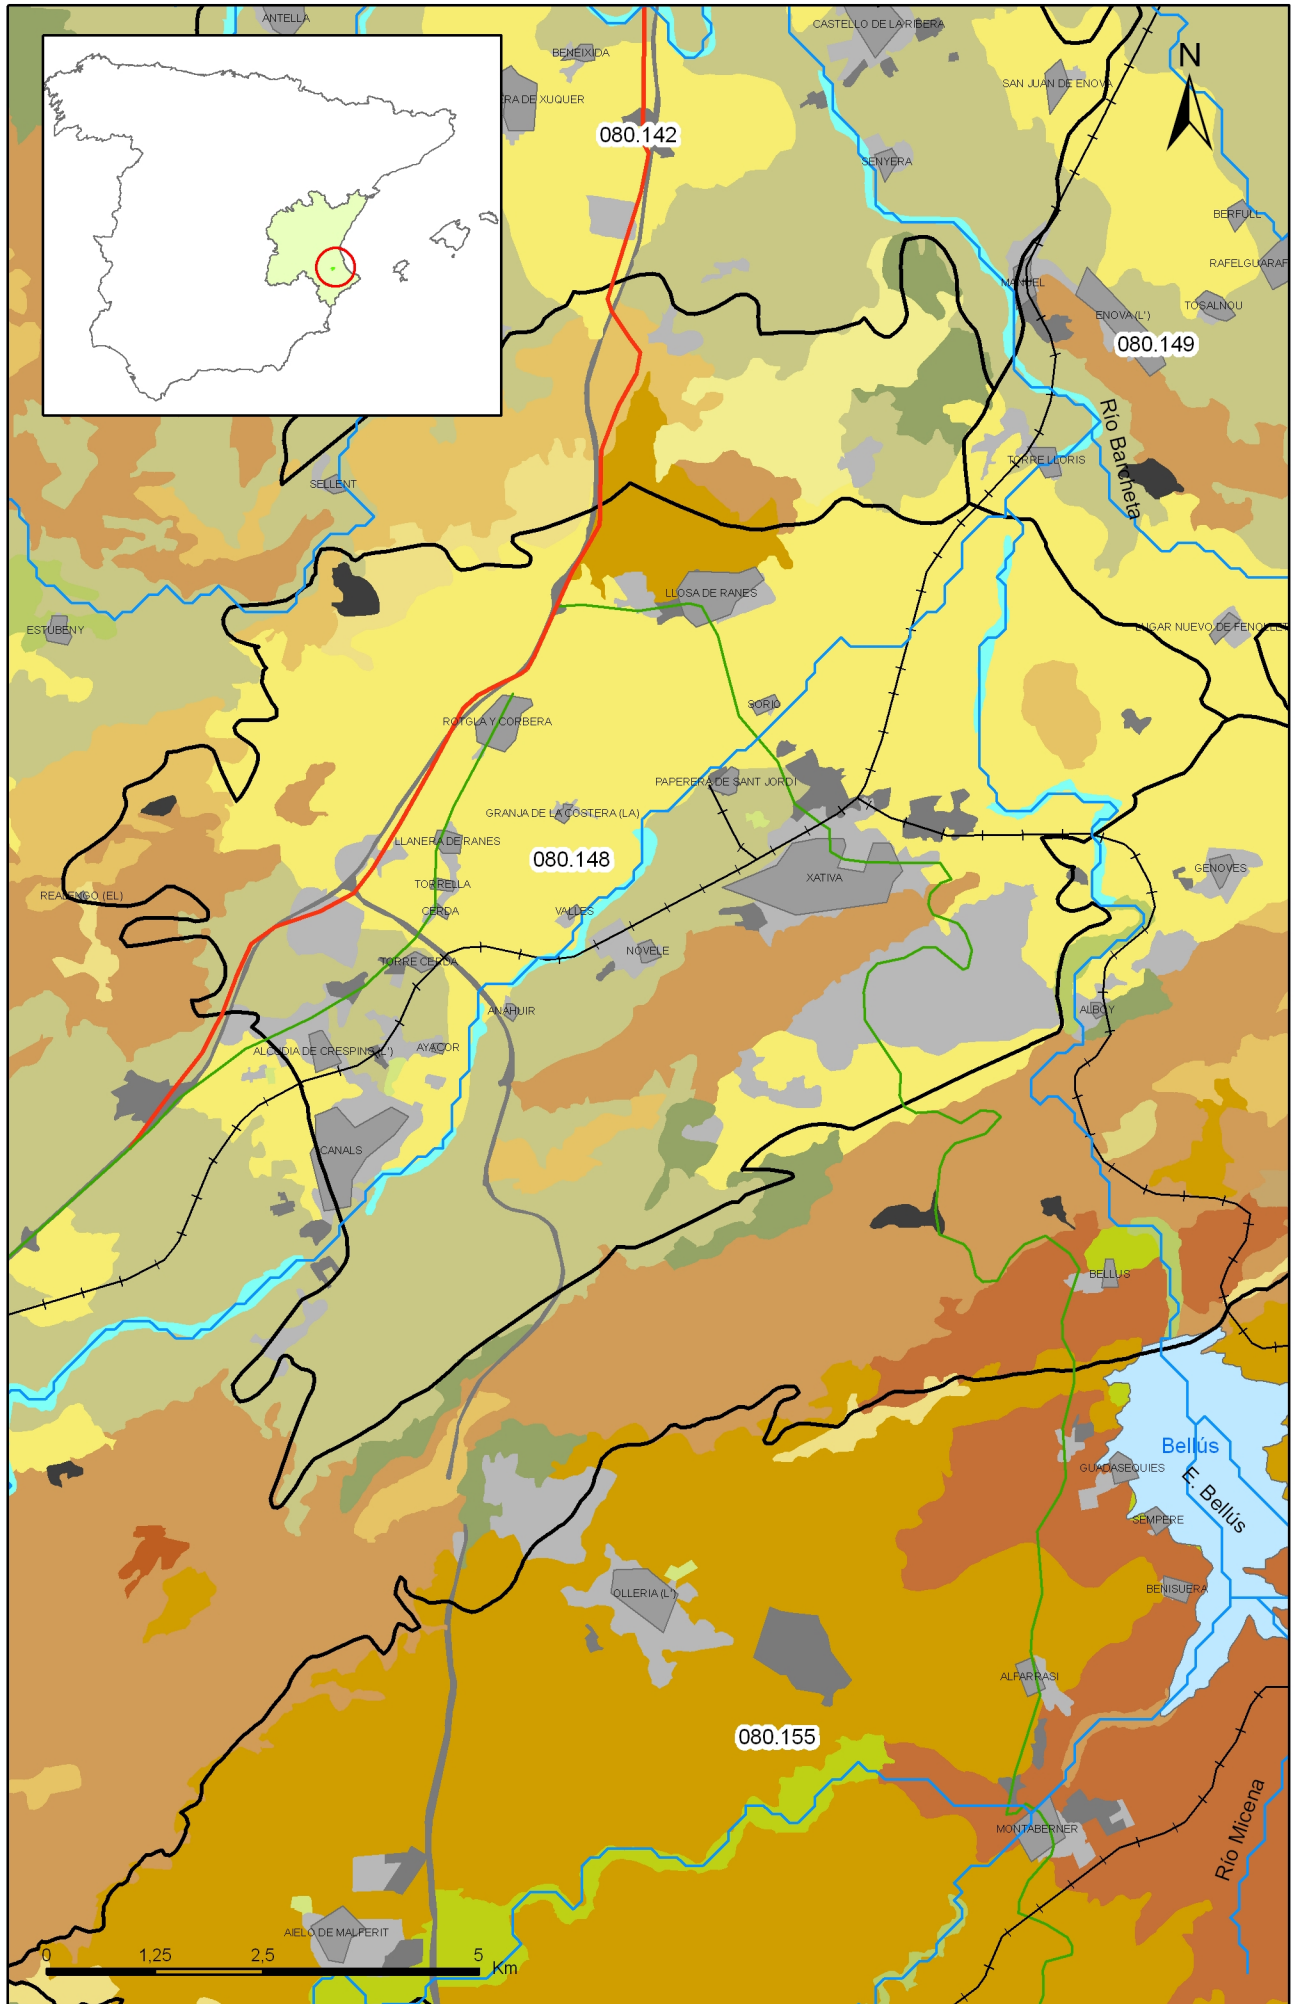 ANTELLA
CASTELLO DE LA RIBERA
BENEIXIDA
N
SAN JUAN DE ENOVA
RA DE XUQUER
080.142
SENYERA
BERFULL
RAFELGUARAF
MANUEL
TOSALNOU
ENOVA (L')
080.149
Río Barcheta
TORRE LLORIS
SELLENT
LLOSA DE RANES
ESTUBENY
LUGAR NUEVO DE FENOLLET
SORIO
ROTGLA Y CORBERA
PAPERERA DE SANT JORDI
GRANJA DE LA COSTERA (LA)
LLANERA DE RANES
080.148
GENOVES
XATIVA
TORRELLA
REALENGO (EL)
CERDA
VALLES
NOVELE
TORRE CERDA
ANAHUIR
ALBOY
AYACOR
ALCUDIA DE CRESPINS (L')
CANALS
BELLUS
Bellús
GUADASEQUIES
E. Bellús
SEMPERE
BENISUERA
OLLERIA (L')
ALFARRASI
080.155
MONTABERNER
Río Micena
AIELO DE MALFERIT
0 1,25 2,5 5
Km